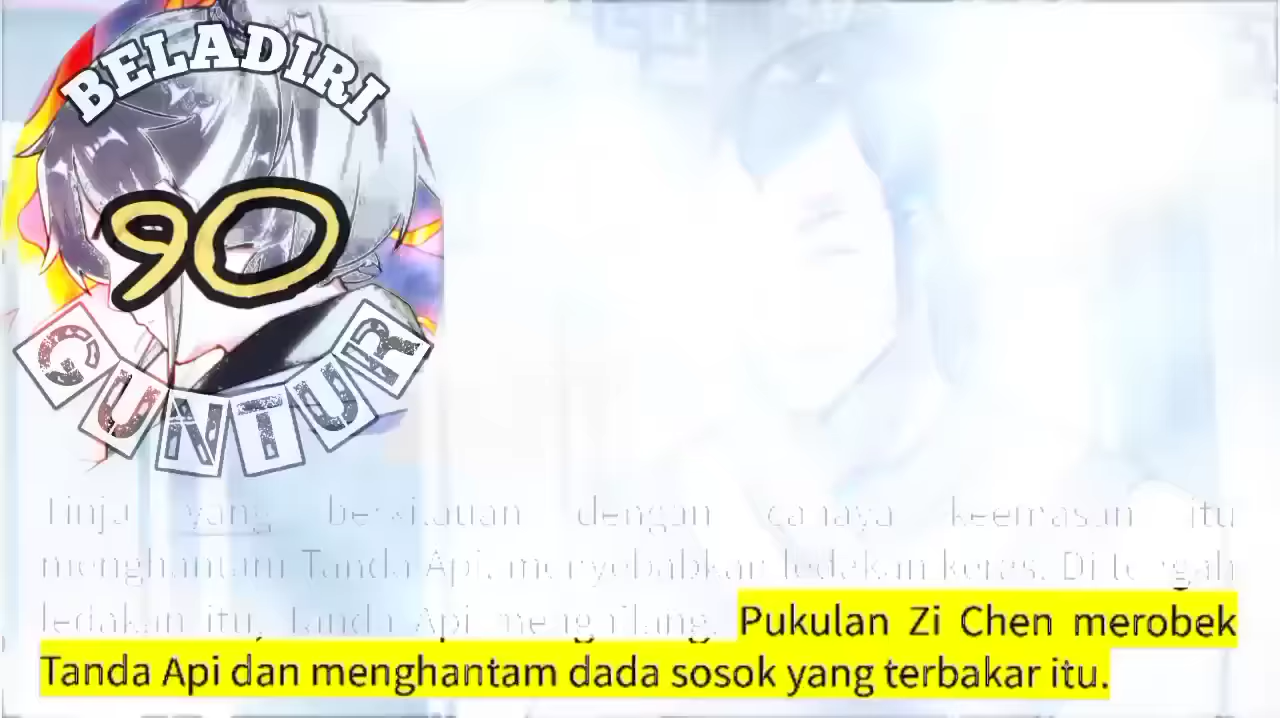 BELADIRI
90
GUNTUR
Tinju yang berkilauan dengan cahaya keemasan itu
menghantam Tanda Api, menyebabkan ledakan keras. Di tengah
ledakan itu, Tanda Api menghilang. Pukulan Zi Chen merobek
Tanda Api dan menghantam dada sosok yang terbakar itu.